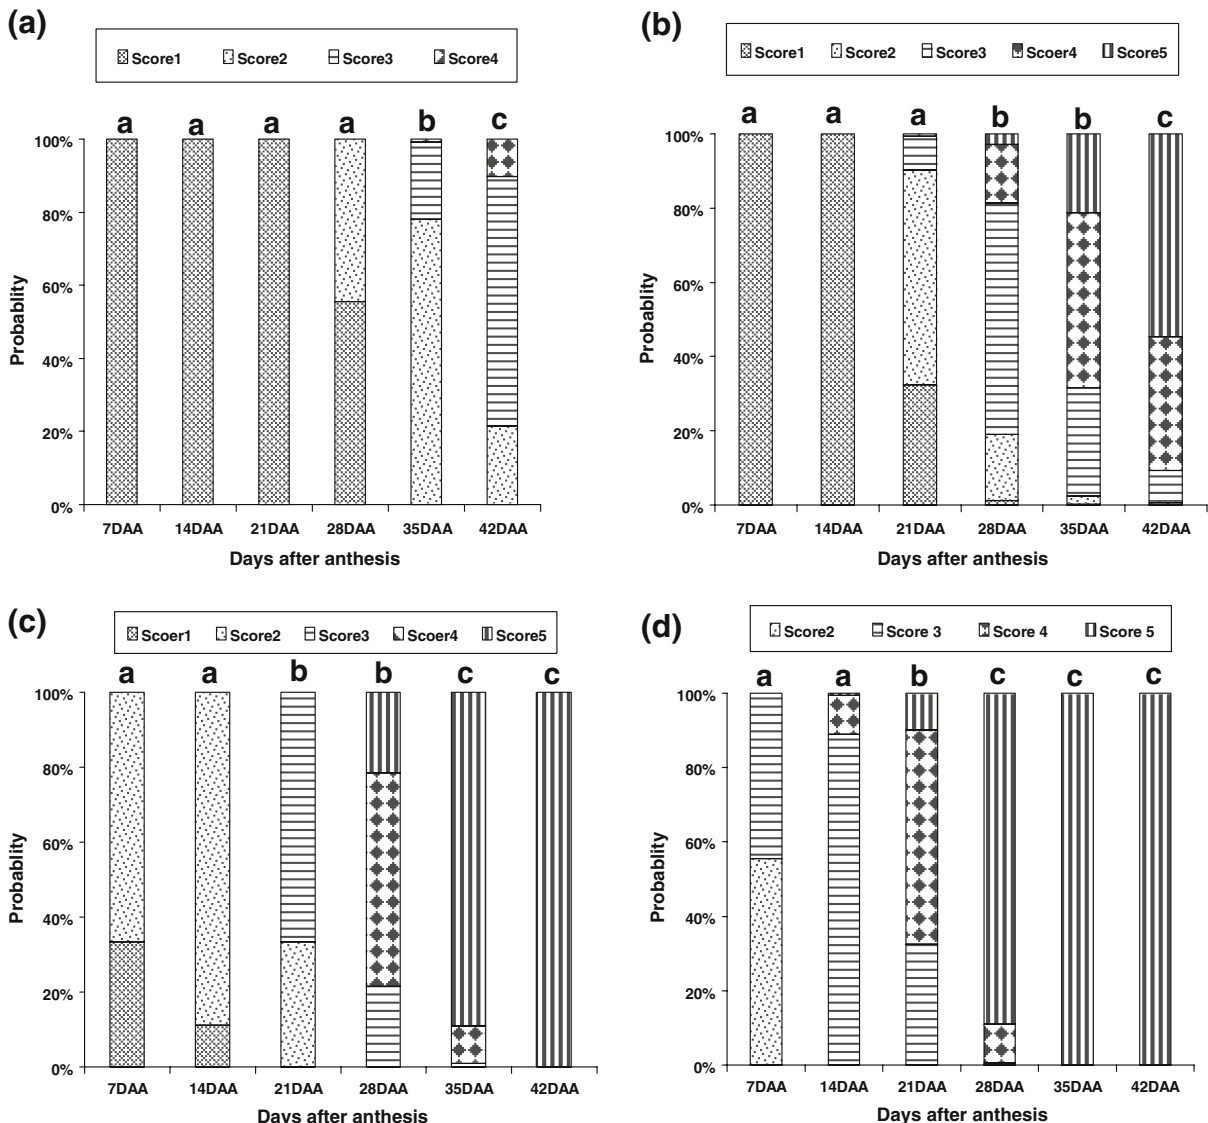 (a)
Score1 Score2 Score3 Score4
a a a a b c
100%
80%
60%
40%
20%
0%
Probablity
7DAA 14DAA 21DAA 28DAA 35DAA 42DAA
Days after anthesis
(b)
Score1 Score2 Score3 Scoer4 Score5
a a a b b c
100%
80%
60%
40%
20%
0%
Probablity
7DAA 14DAA 21DAA 28DAA 35DAA 42DAA
Days after anthesis
(c)
Scoer1 Score2 Score3 Scoer4 Score5
a a b b c c
100%
80%
60%
40%
20%
0%
Probablity
7DAA 14DAA 21DAA 28DAA 35DAA 42DAA
Days after anthesis
(d)
Score2 Score 3 Score 4 Score 5
a a b c c c
100%
80%
60%
40%
20%
0%
Probablity
7DAA 14DAA 21DAA 28DAA 35DAA 42DAA
Days after anthesis